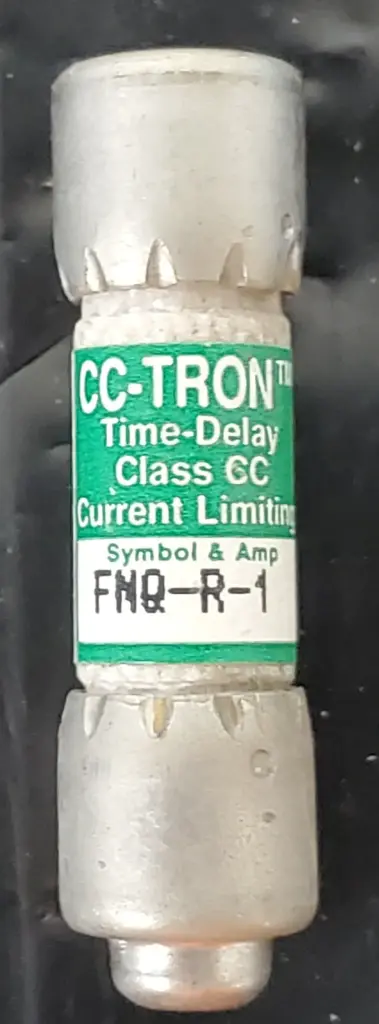 CC-TRON™
Time-Delay
Class CC
Current Limiting
Symbol & Amp
FNQ-R-1